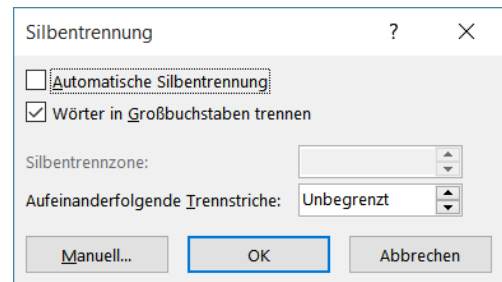 Silbentrennung ? ×
Automatische Silbentrennung
Wörter in Großbuchstaben trennen
Silbentrennzone:
Aufeinanderfolgende Trennstriche: Unbegrenzt
Manuell... OK Abbrechen